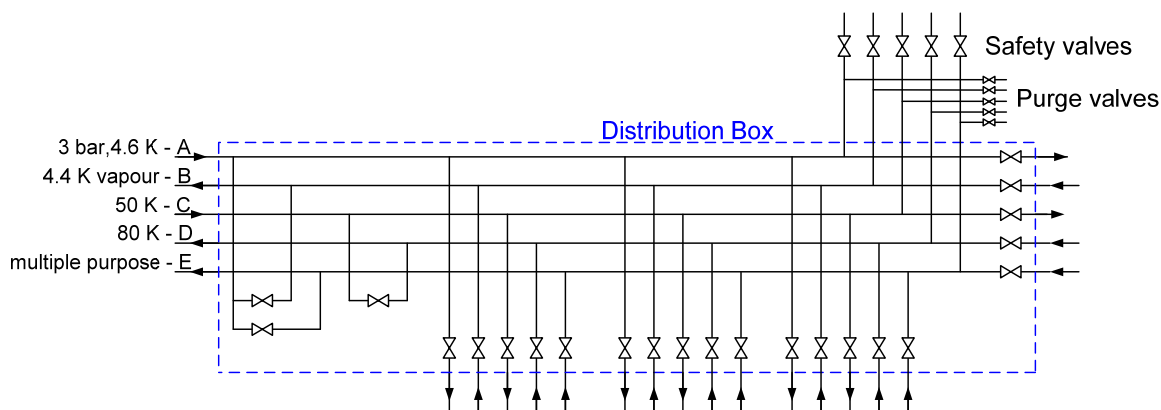 Safety valves
Purge valves
Distribution Box
3 bar,4.6 K - A
4.4 K vapour - B
50 K - C
80 K - D
multiple purpose - E